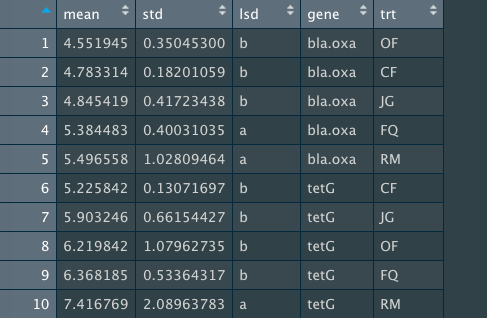 mean std lsd gene trt
1 4.551945 0.35045300 b bla.oxa OF
2 4.783314 0.18201059 b bla.oxa CF
3 4.845419 0.41723438 b bla.oxa JG
4 5.384483 0.40031035 a bla.oxa FQ
5 5.496558 1.02809464 a bla.oxa RM
6 5.225842 0.13071697 b tetG CF
7 5.903246 0.66154427 b tetG JG
8 6.219842 1.07962735 b tetG OF
9 6.368185 0.53364317 b tetG FQ
10 7.416769 2.08963783 a tetG RM